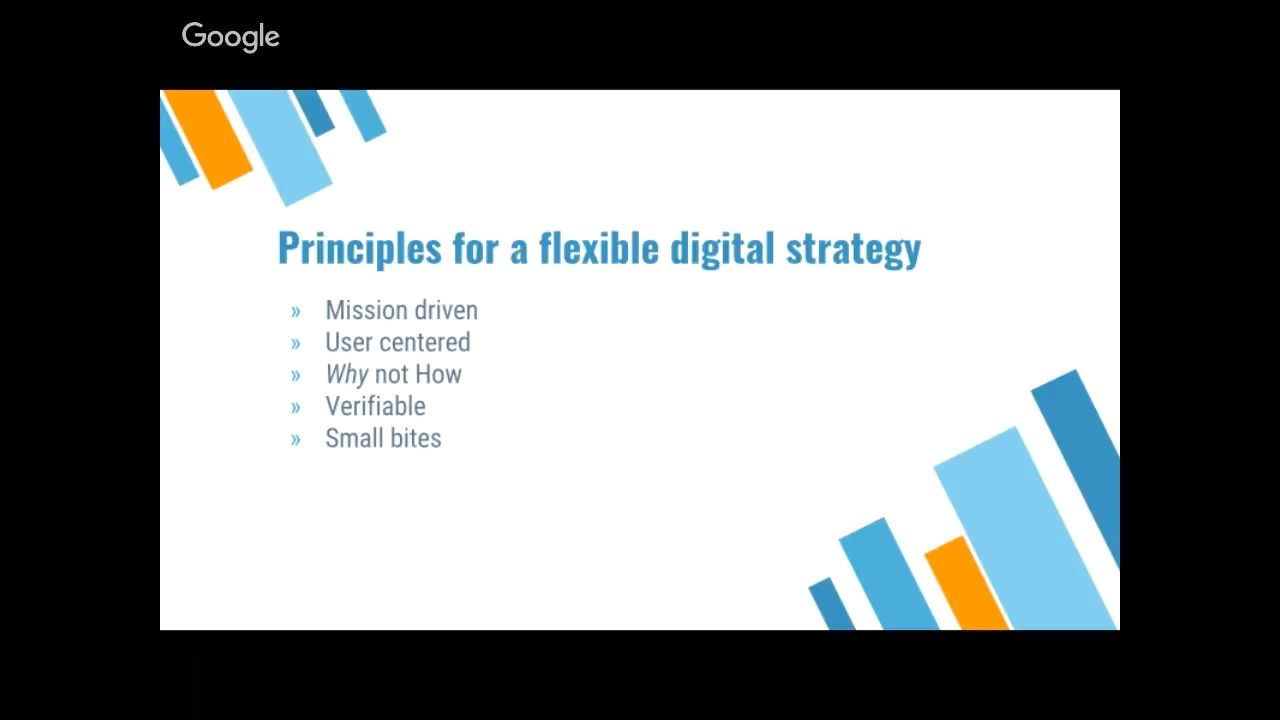 Google
Principles for a flexible digital strategy
» Mission driven
» User centered
» Why not How
» Verifiable
» Small bites